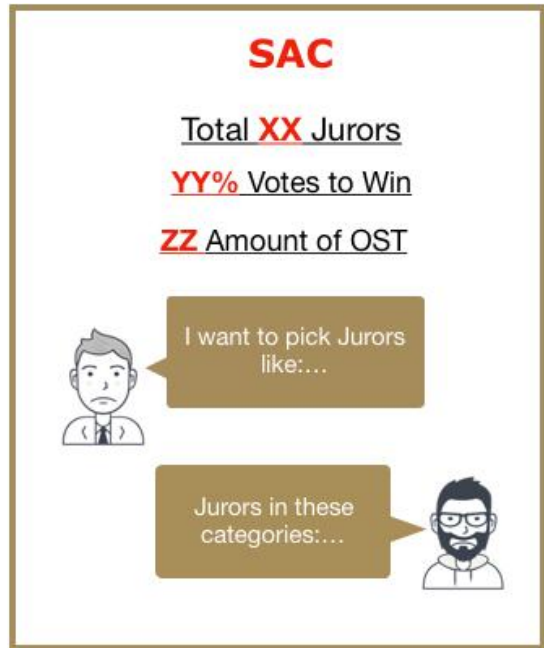 SAC
Total XX Jurors
YY% Votes to Win
ZZ Amount of OST
I want to pick Jurors
like:...
Jurors in these
categories:...